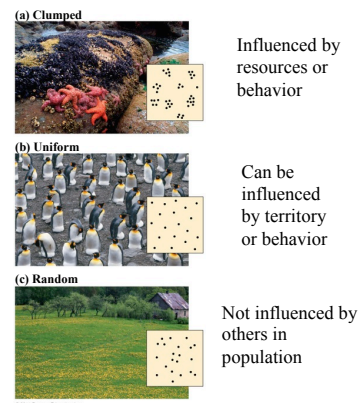 (a) Clumped
Influenced by
resources or
behavior
(b) Uniform
Can be
influenced
by territory
or behavior
(c) Random
Not influenced by
others in
population